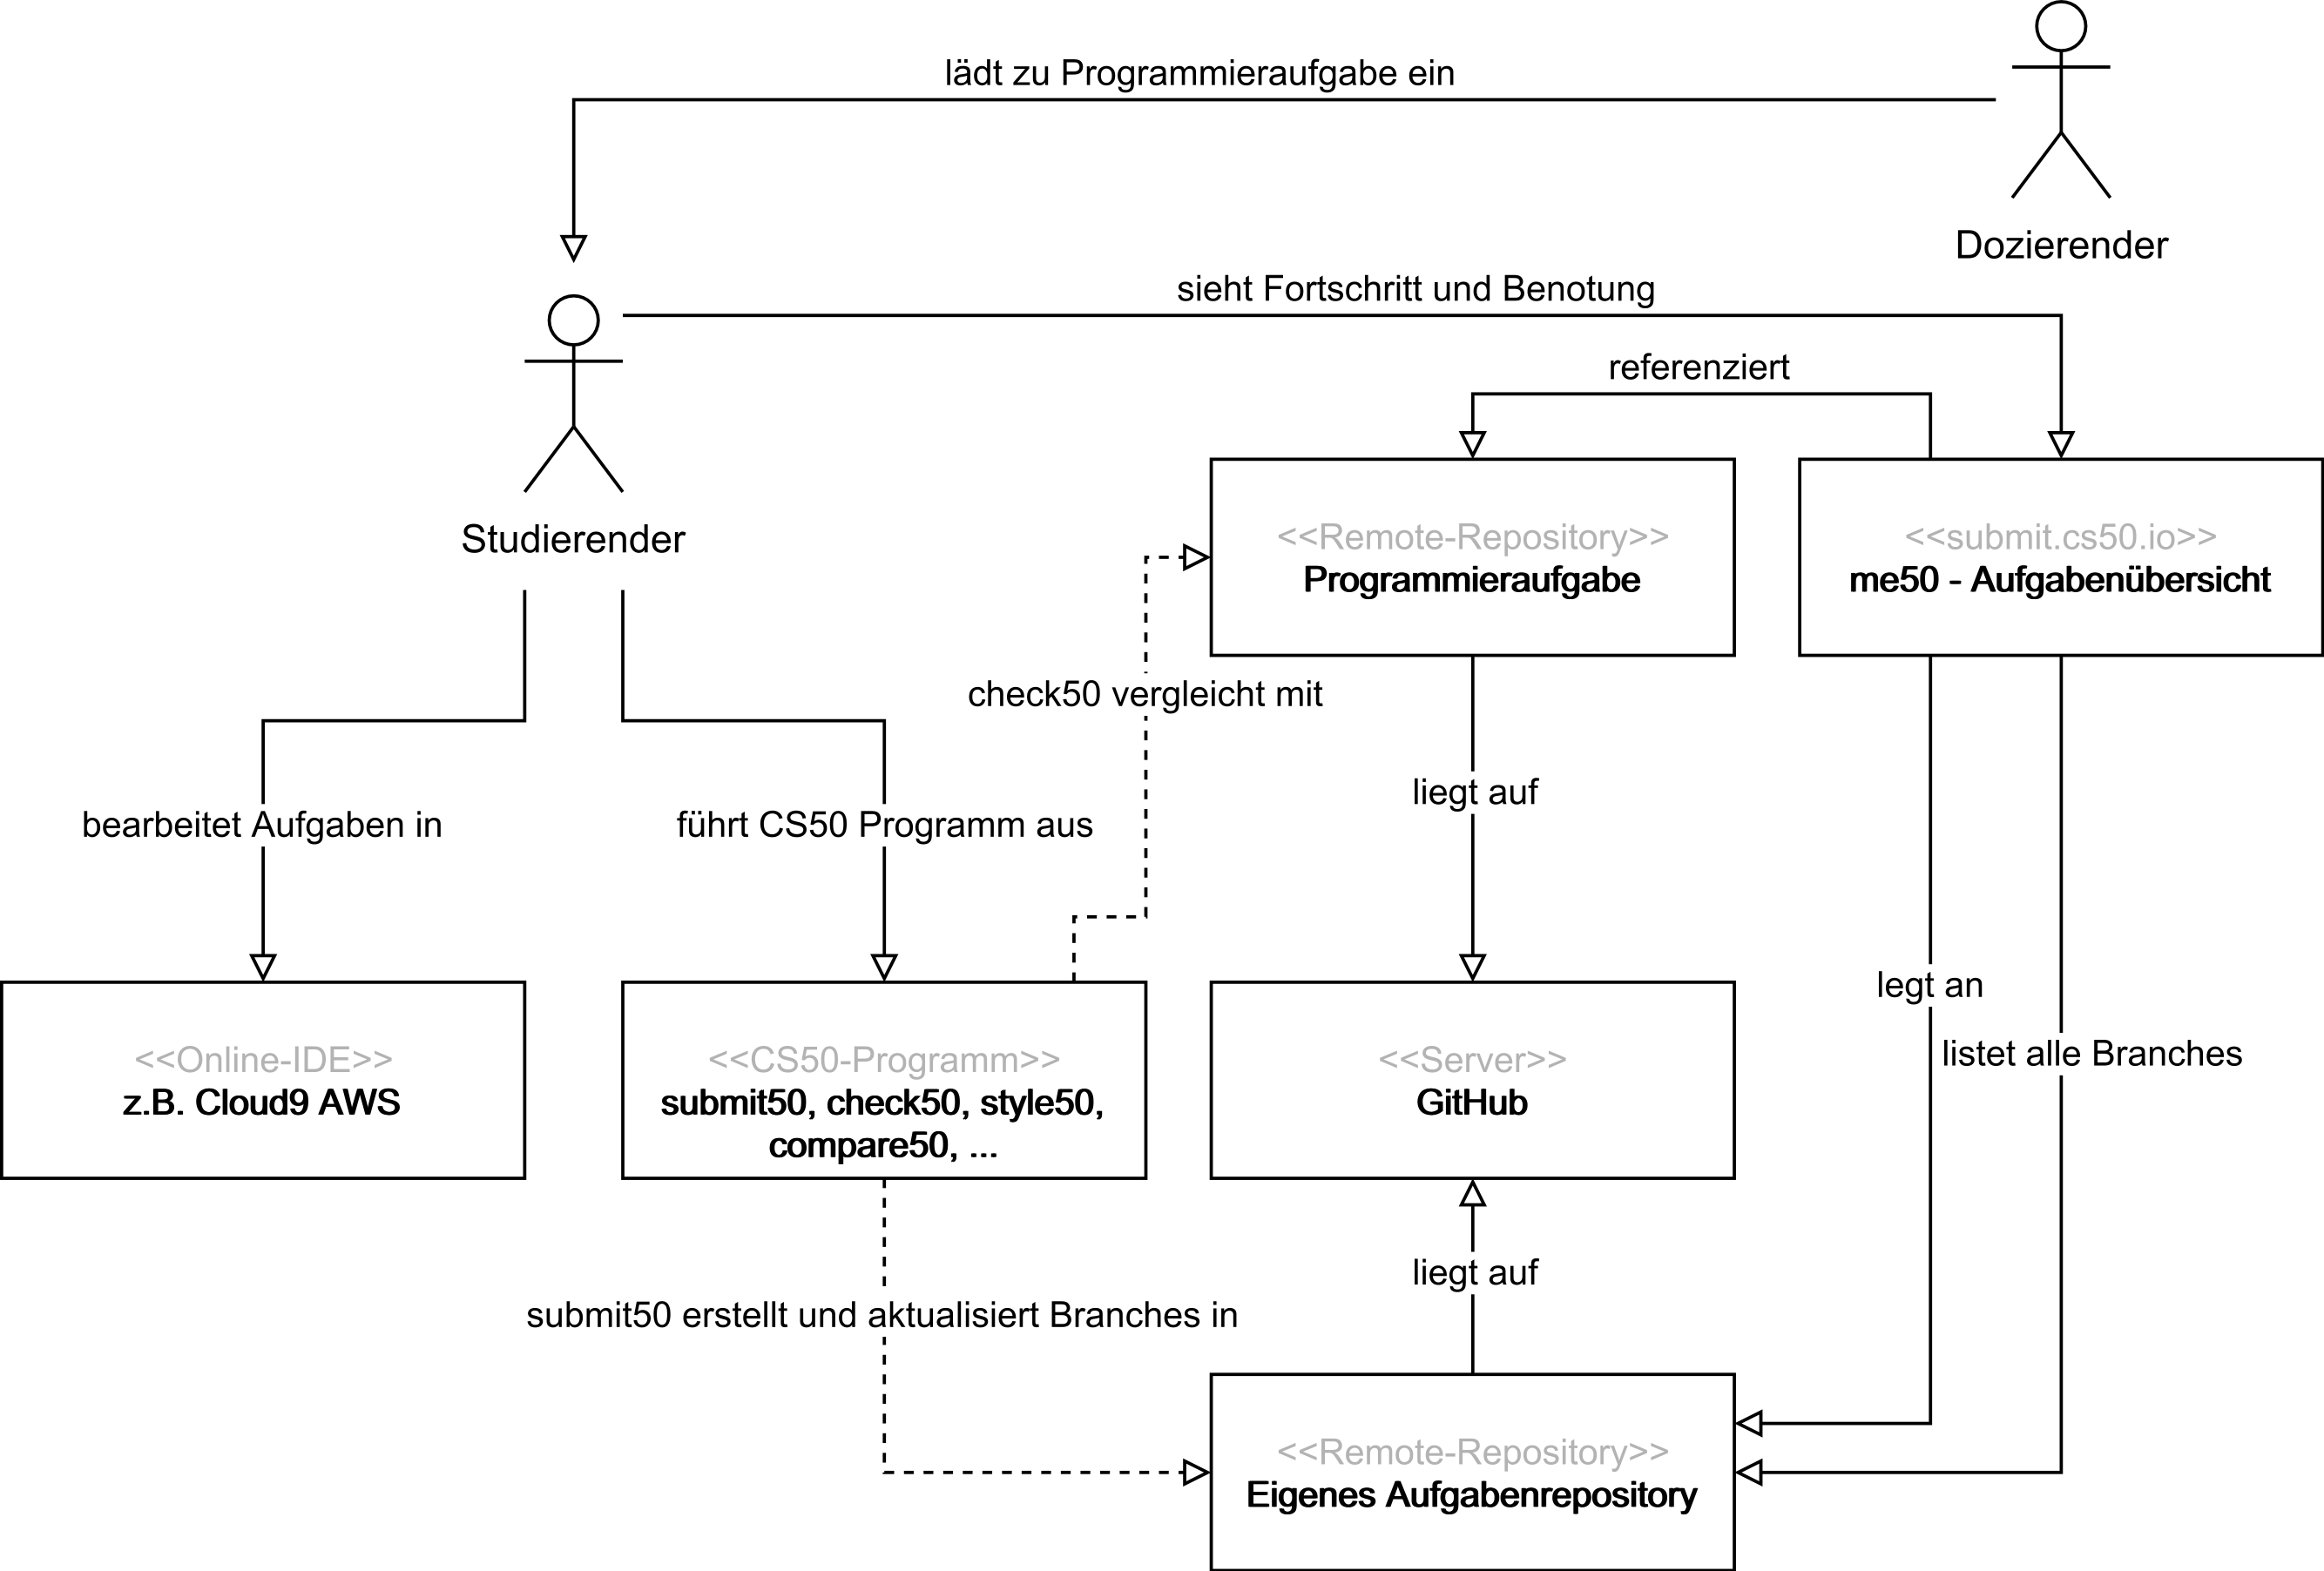 lädt zu Programmieraufgabe ein
Dozierender
sieht Fortschritt und Benotung
referenziert
Studierender
<<Remote-Repository>>
Programmieraufgabe
<<submit.cs50.io>>
me50 - Aufgabenübersicht
check50 vergleicht mit
liegt auf
bearbeitet Aufgaben in
führt CS50 Programm aus
legt an
listet alle Branches
<<Online-IDE>>
z.B. Cloud9 AWS
<<CS50-Programm>>
submit50, check50, style50,
compare50, ...
<<Server>>
GitHub
liegt auf
submit50 erstellt und aktualisiert Branches in
<<Remote-Repository>>
Eigenes Aufgabenrepository